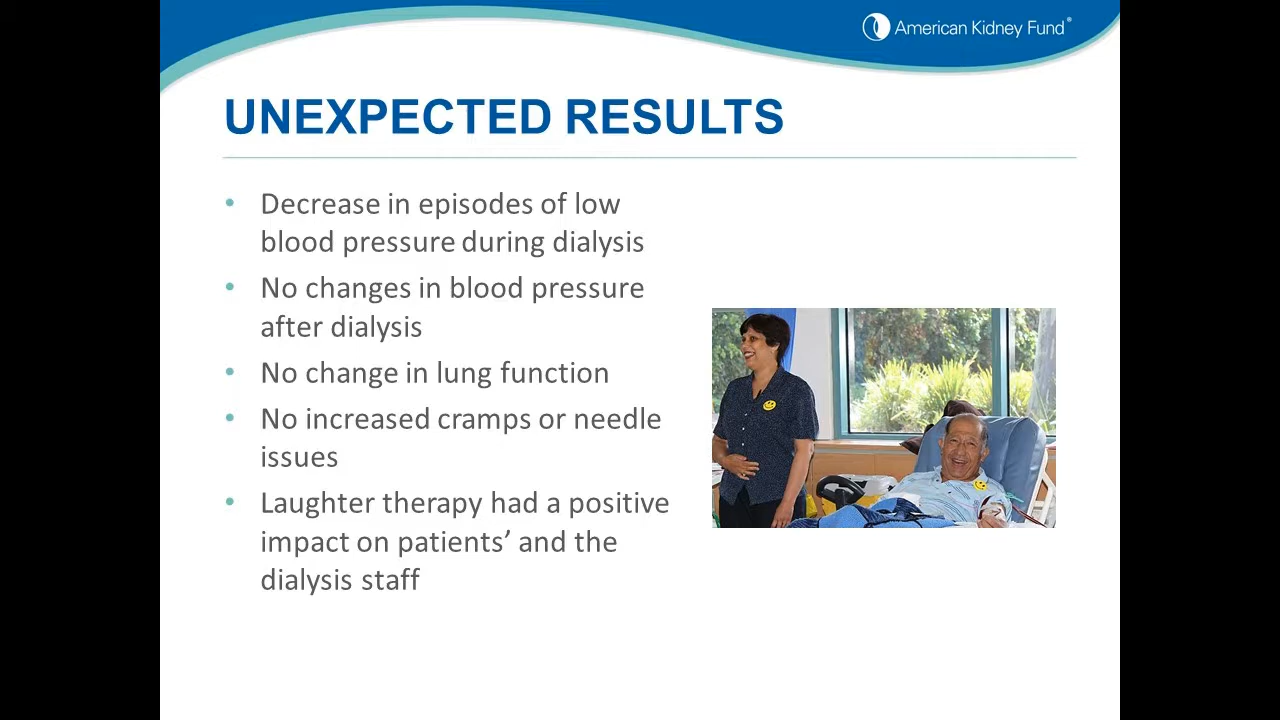 American Kidney Fund®
UNEXPECTED RESULTS
• Decrease in episodes of low
blood pressure during dialysis
• No changes in blood pressure
after dialysis
• No change in lung function
• No increased cramps or needle
issues
• Laughter therapy had a positive
impact on patients’ and the
dialysis staff